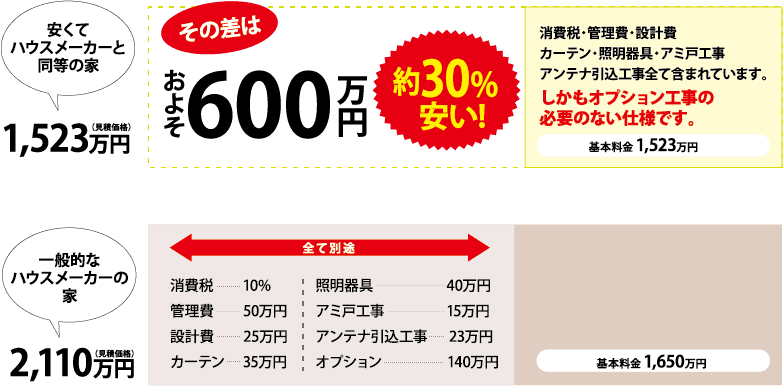 安くて
ハウスメーカーと
同等の家
1,523万円
(見積価格)
その差は
およそ
600万円
約30%
安い!
消費税・管理費・設計費
カーテン・照明器具・アミ戸工事
アンテナ引込工事全て含まれています。
しかもオプション工事の
必要のない仕様です。
基本料金 1,523万円
一般的な
ハウスメーカーの
家
2,110万円
(見積価格)
全て別途
消費税 10%
管理費 50万円
設計費 25万円
カーテン 35万円
照明器具 40万円
アミ戸工事 15万円
アンテナ引込工事 23万円
オプション 140万円
基本料金 1,650万円